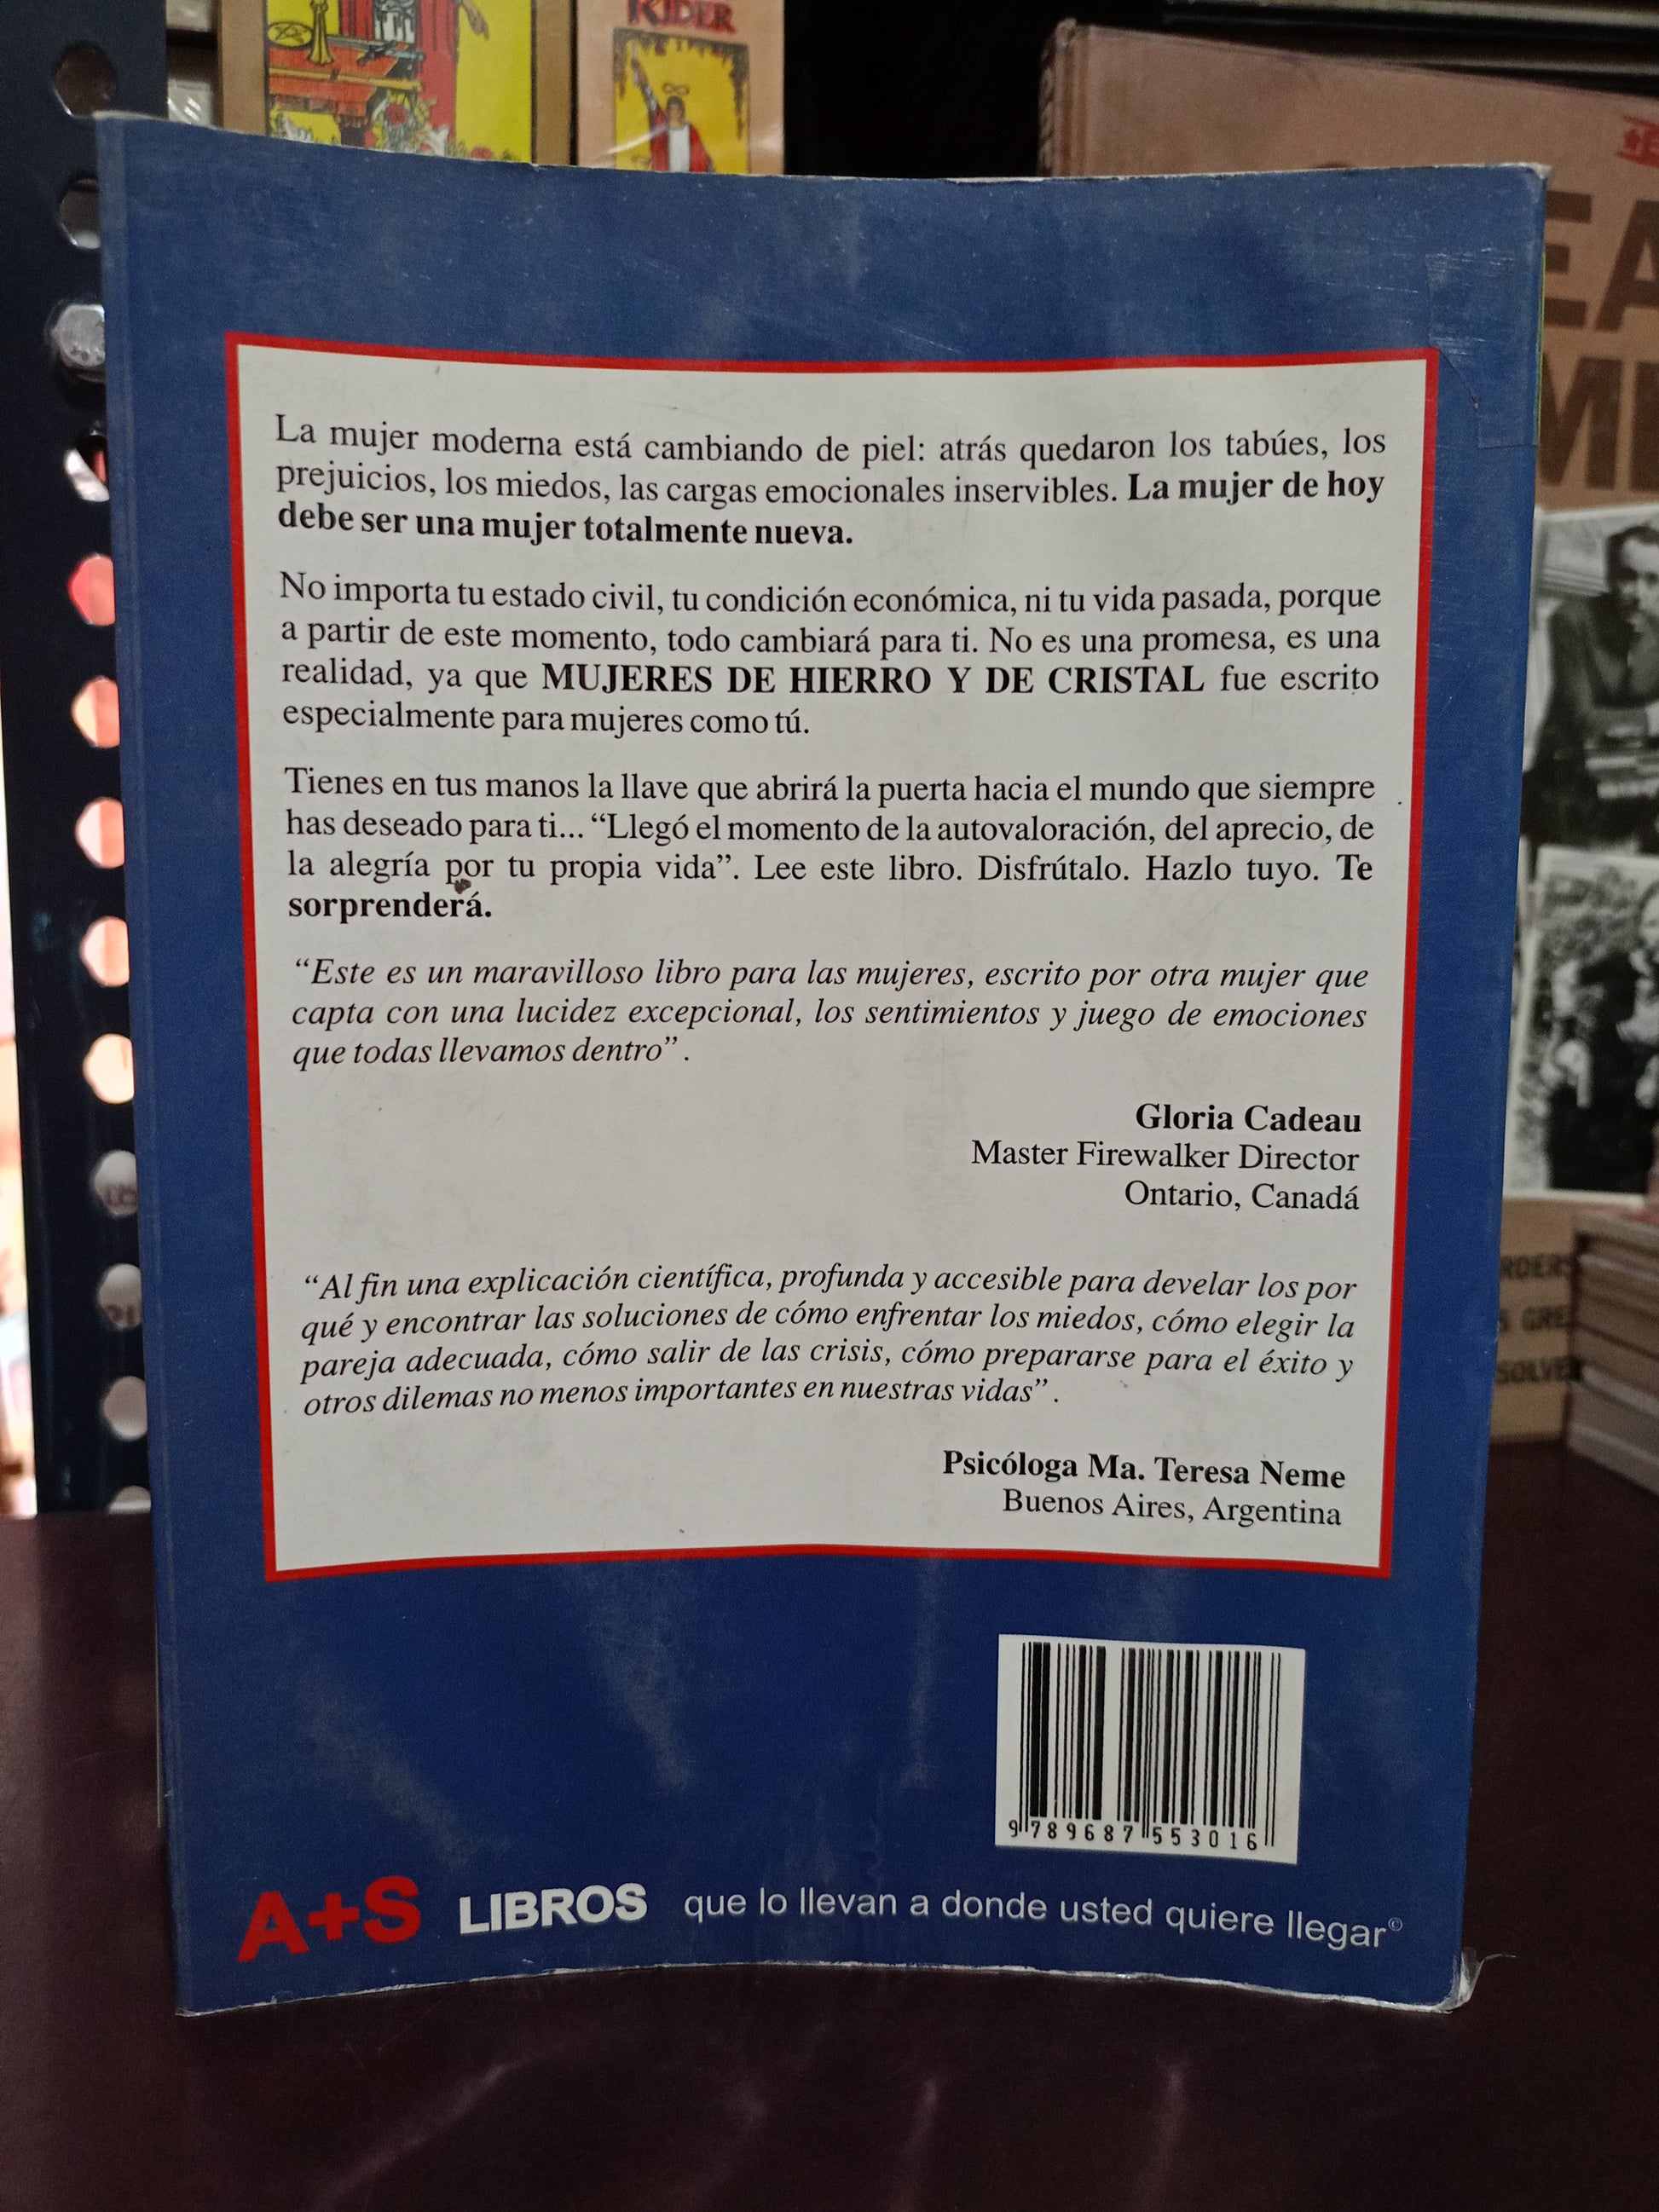 RIDER
EA
La mujer moderna está cambiando de piel: atrás quedaron los tabúes, los
prejuicios, los miedos, las cargas emocionales inservibles. La mujer de hoy
debe ser una mujer totalmente nueva.
No importa tu estado civil, tu condición económica, ni tu vida pasada, porque
a partir de este momento, todo cambiará para ti. No es una promesa, es una
realidad, ya que MUJERES DE HIERRO Y DE CRISTAL fue escrito
especialmente para mujeres como tú.
Tienes en tus manos la llave que abrirá la puerta hacia el mundo que siempre
has deseado para ti... “Llegó el momento de la autovaloración, del aprecio, de
la alegría por tu propia vida”. Lee este libro. Disfrútalo. Hazlo tuyo. Te
sorprenderá.
“Este es un maravilloso libro para las mujeres, escrito por otra mujer que
capta con una lucidez excepcional, los sentimientos y juego de emociones
que todas llevamos dentro”.
Gloria Cadeau
Master Firewalker Director
Ontario, Canadá
“Al fin una explicación científica, profunda y accesible para develar los por
qué y encontrar las soluciones de cómo enfrentar los miedos, cómo elegir la
pareja adecuada, cómo salir de las crisis, cómo prepararse para el éxito y
otros dilemas no menos importantes en nuestras vidas”.
Psicóloga Ma. Teresa Neme
Buenos Aires, Argentina
9 789687 553016
A+S LIBROS que lo llevan a donde usted quiere llegar©